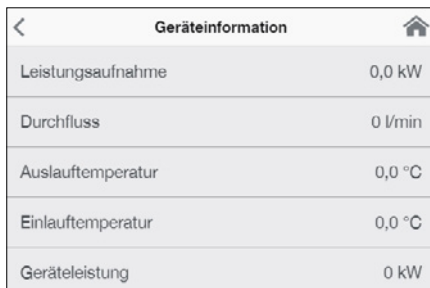 Geräteinformation
Leistungsaufnahme 0,0 kW
Durchfluss 0 l/min
Auslauftemperatur 0,0 °C
Einlauftemperatur 0,0 °C
Geräteleistung 0 kW